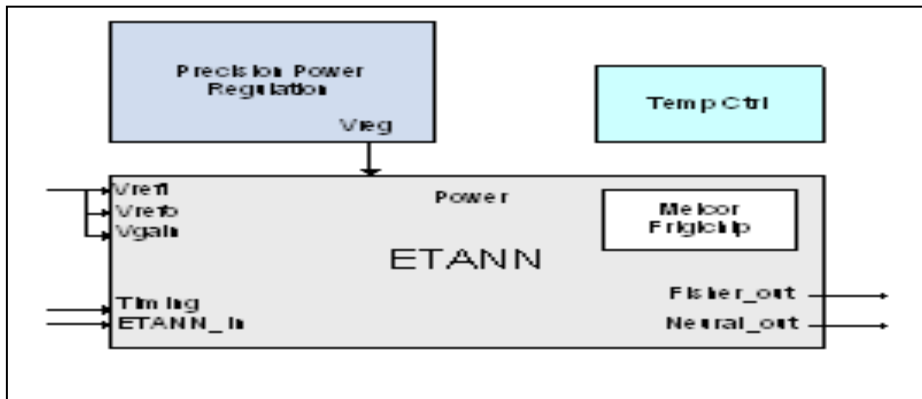 Precision Power
Regulation
Vreg
Temp Ctrl
Vrefi
Vrefo
Vgain
Power
Melcor
Frigichip
ETANN
Timing
ETANN_in
Fisher_out
Neural_out